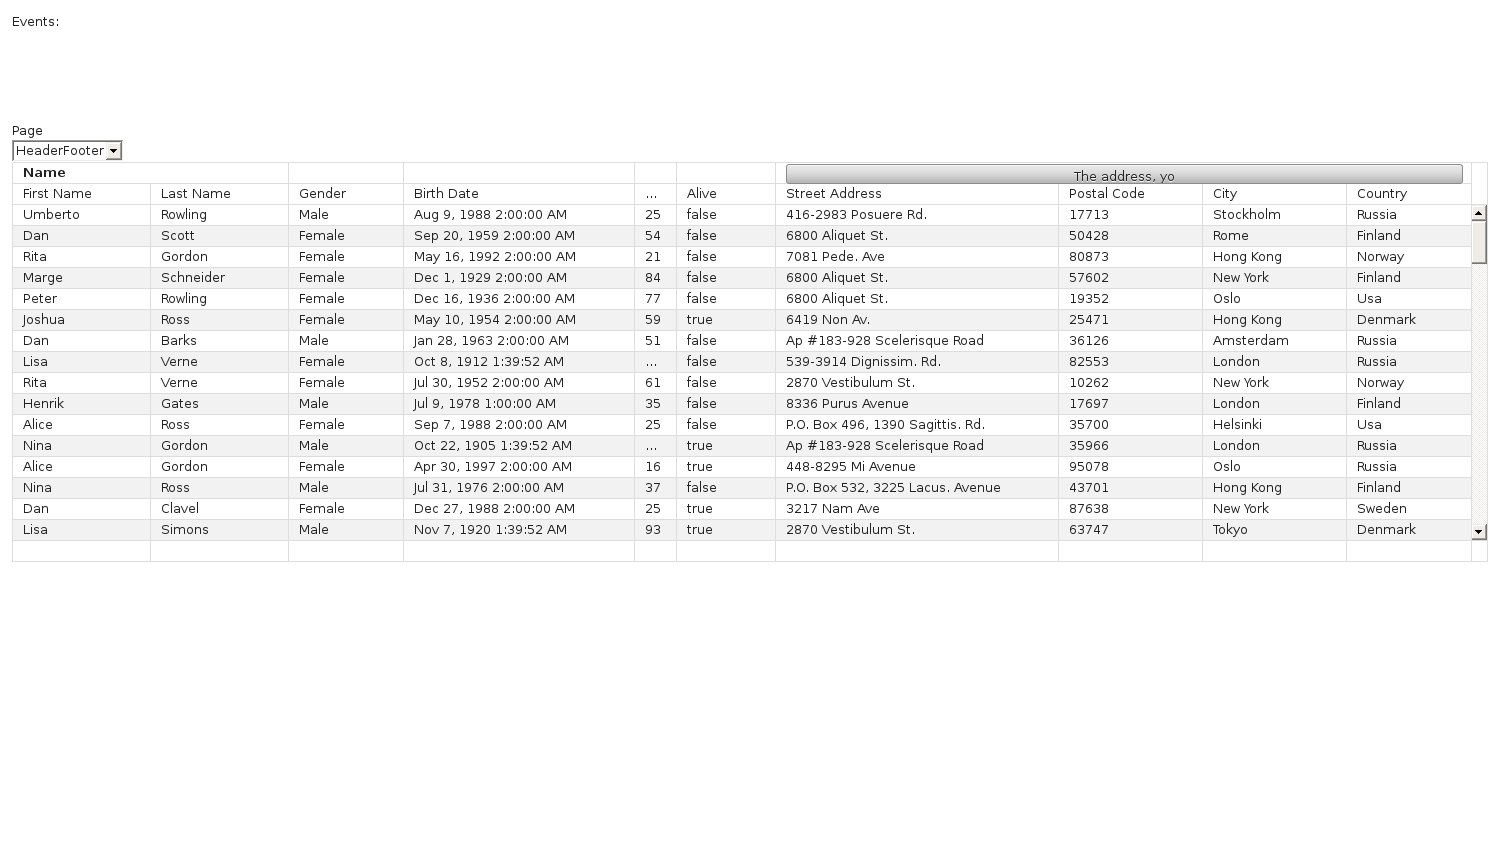 Events:
Page
HeaderFooter
Name The address, yo
First Name Last Name Gender Birth Date ... Alive Street Address Postal Code City Country
Umberto Rowling Male Aug 9, 1988 2:00:00 AM 25 false 416-2983 Posuere Rd. 17713 Stockholm Russia
Dan Scott Female Sep 20, 1959 2:00:00 AM 54 false 6800 Aliquet St. 50428 Rome Finland
Rita Gordon Female May 16, 1992 2:00:00 AM 21 false 7081 Pede. Ave 80873 Hong Kong Norway
Marge Schneider Female Dec 1, 1929 2:00:00 AM 84 false 6800 Aliquet St. 57602 New York Finland
Peter Rowling Female Dec 16, 1936 2:00:00 AM 77 false 6800 Aliquet St. 19352 Oslo Usa
Joshua Ross Female May 10, 1954 2:00:00 AM 59 true 6419 Non Av. 25471 Hong Kong Denmark
Dan Barks Male Jan 28, 1963 2:00:00 AM 51 false Ap #183-928 Scelerisque Road 36126 Amsterdam Russia
Lisa Verne Female Oct 8, 1912 1:39:52 AM ... false 539-3914 Dignissim. Rd. 82553 London Russia
Rita Verne Female Jul 30, 1952 2:00:00 AM 61 false 2870 Vestibulum St. 10262 New York Norway
Henrik Gates Male Jul 9, 1978 1:00:00 AM 35 false 8336 Purus Avenue 17697 London Finland
Alice Ross Female Sep 7, 1988 2:00:00 AM 25 false P.O. Box 496, 1390 Sagittis. Rd. 35700 Helsinki Usa
Nina Gordon Male Oct 22, 1905 1:39:52 AM ... true Ap #183-928 Scelerisque Road 35966 London Russia
Alice Gordon Female Apr 30, 1997 2:00:00 AM 16 true 448-8295 Mi Avenue 95078 Oslo Russia
Nina Ross Male Jul 31, 1976 2:00:00 AM 37 false P.O. Box 532, 3225 Lacus. Avenue 43701 Hong Kong Finland
Dan Clavel Female Dec 27, 1988 2:00:00 AM 25 true 3217 Nam Ave 87638 New York Sweden
Lisa Simons Male Nov 7, 1920 1:39:52 AM 93 true 2870 Vestibulum St. 63747 Tokyo Denmark